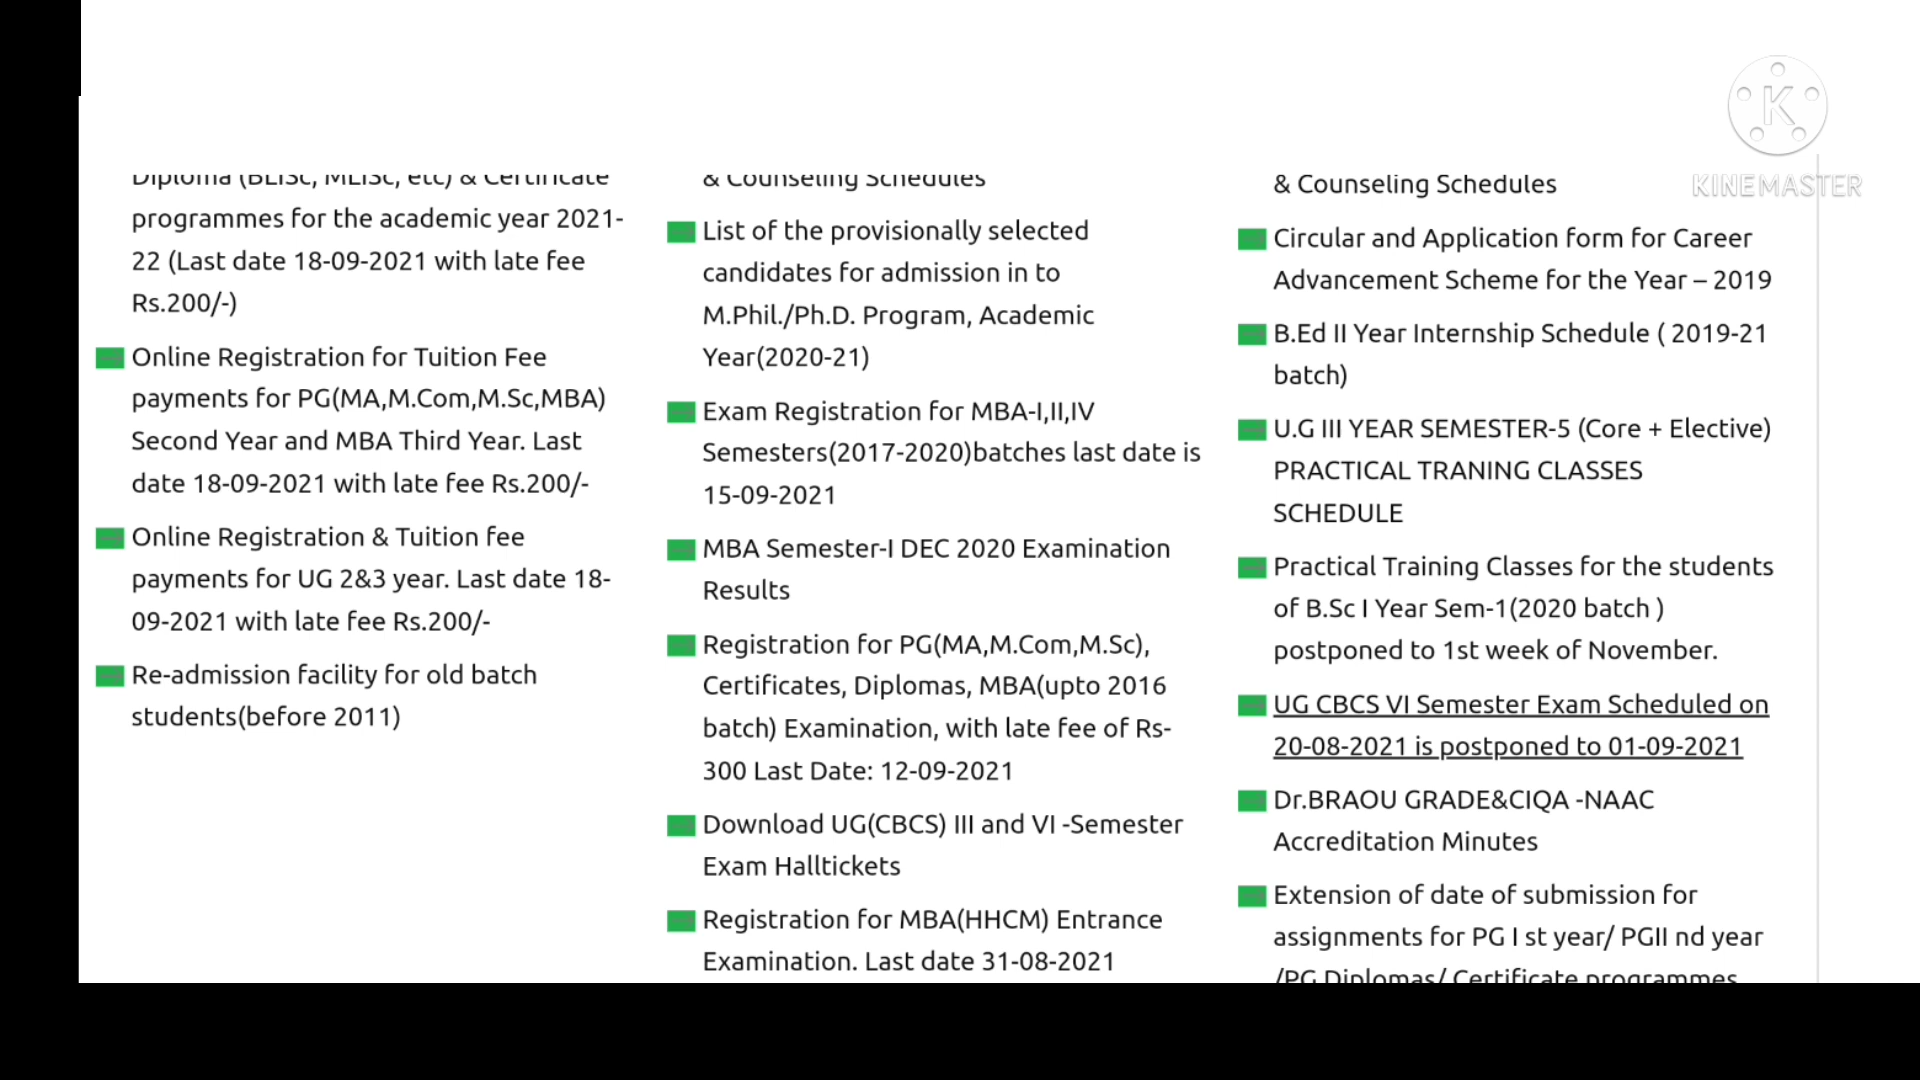 Diploma (BLISc, MLISc, etc) & Certificate
programmes for the academic year 2021-
22 (Last date 18-09-2021 with late fee
Rs.200/-)
Online Registration for Tuition Fee
payments for PG(MA,M.Com,M.Sc,MBA)
Second Year and MBA Third Year. Last
date 18-09-2021 with late fee Rs.200/-
Online Registration & Tuition fee
payments for UG 2&3 year. Last date 18-
09-2021 with late fee Rs.200/-
Re-admission facility for old batch
students(before 2011)
& Counseling Schedules
List of the provisionally selected
candidates for admission in to
M.Phil./Ph.D. Program, Academic
Year(2020-21)
Exam Registration for MBA-I,II,IV
Semesters(2017-2020)batches last date is
15-09-2021
MBA Semester-I DEC 2020 Examination
Results
Registration for PG(MA,M.Com,M.Sc),
Certificates, Diplomas, MBA(upto 2016
batch) Examination, with late fee of Rs-
300 Last Date: 12-09-2021
Download UG(CBCS) III and VI -Semester
Exam Halltickets
Registration for MBA(HHCM) Entrance
Examination. Last date 31-08-2021
& Counseling Schedules
Circular and Application form for Career
Advancement Scheme for the Year – 2019
B.Ed II Year Internship Schedule ( 2019-21
batch)
U.G III YEAR SEMESTER-5 (Core + Elective)
PRACTICAL TRANING CLASSES
SCHEDULE
Practical Training Classes for the students
of B.Sc I Year Sem-1(2020 batch )
postponed to 1st week of November.
UG CBCS VI Semester Exam Scheduled on
20-08-2021 is postponed to 01-09-2021
Dr.BRAOU GRADE&CIQA -NAAC
Accreditation Minutes
Extension of date of submission for
assignments for PG I st year/ PGII nd year
/PG Diplomas/ Certificate programmes
K
KINEMASTER